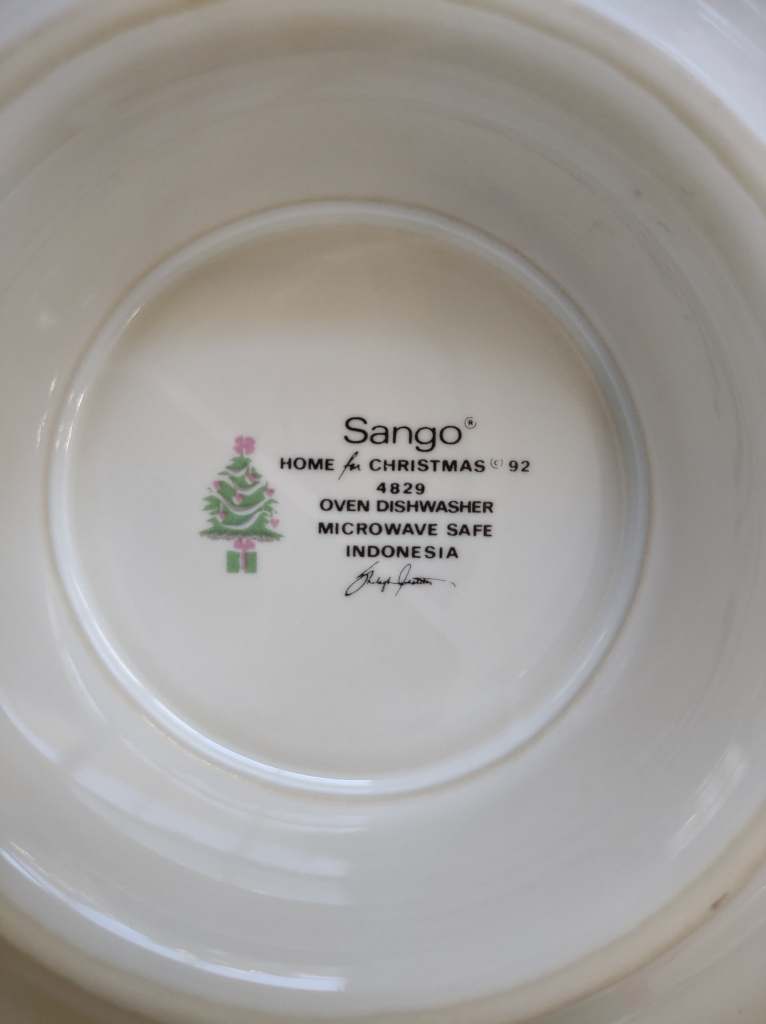 Sango®
HOME for CHRISTMAS (c) 92
4829
OVEN DISHWASHER
MICROWAVE SAFE
INDONESIA